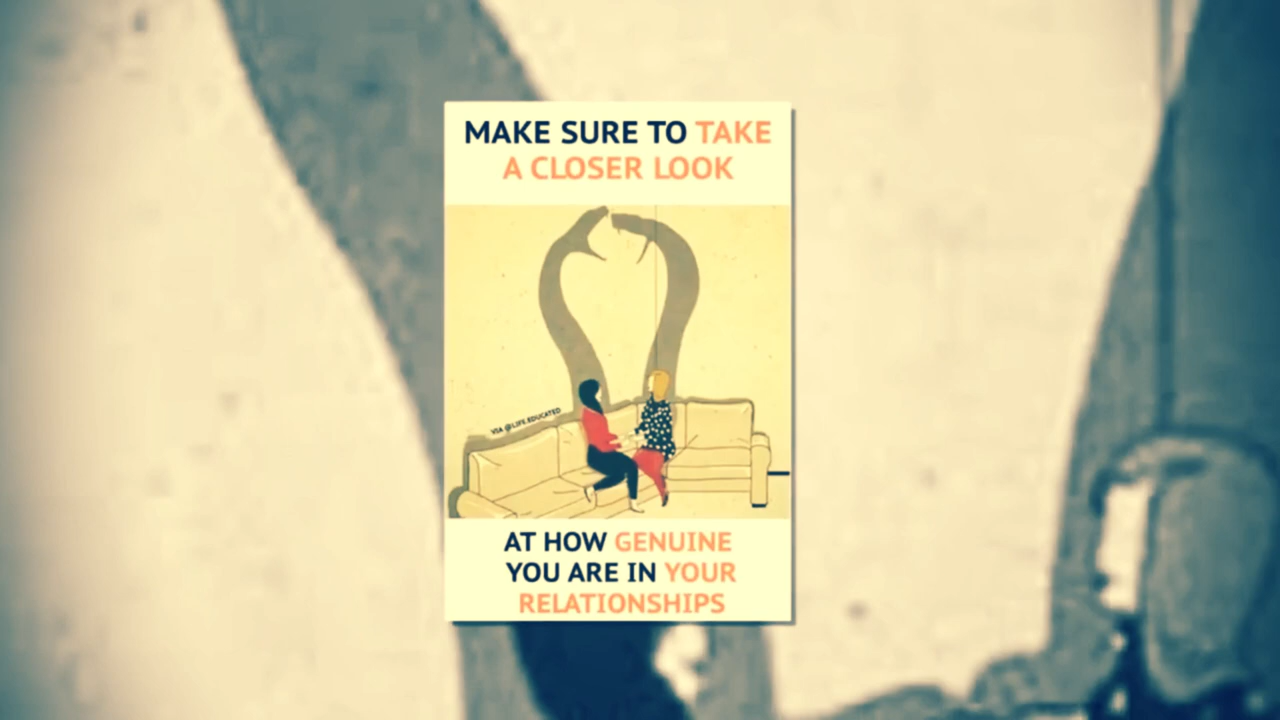 MAKE SURE TO TAKE
A CLOSER LOOK
VIA @LIFE.EDUCATED
AT HOW GENUINE
YOU ARE IN YOUR
RELATIONSHIPS